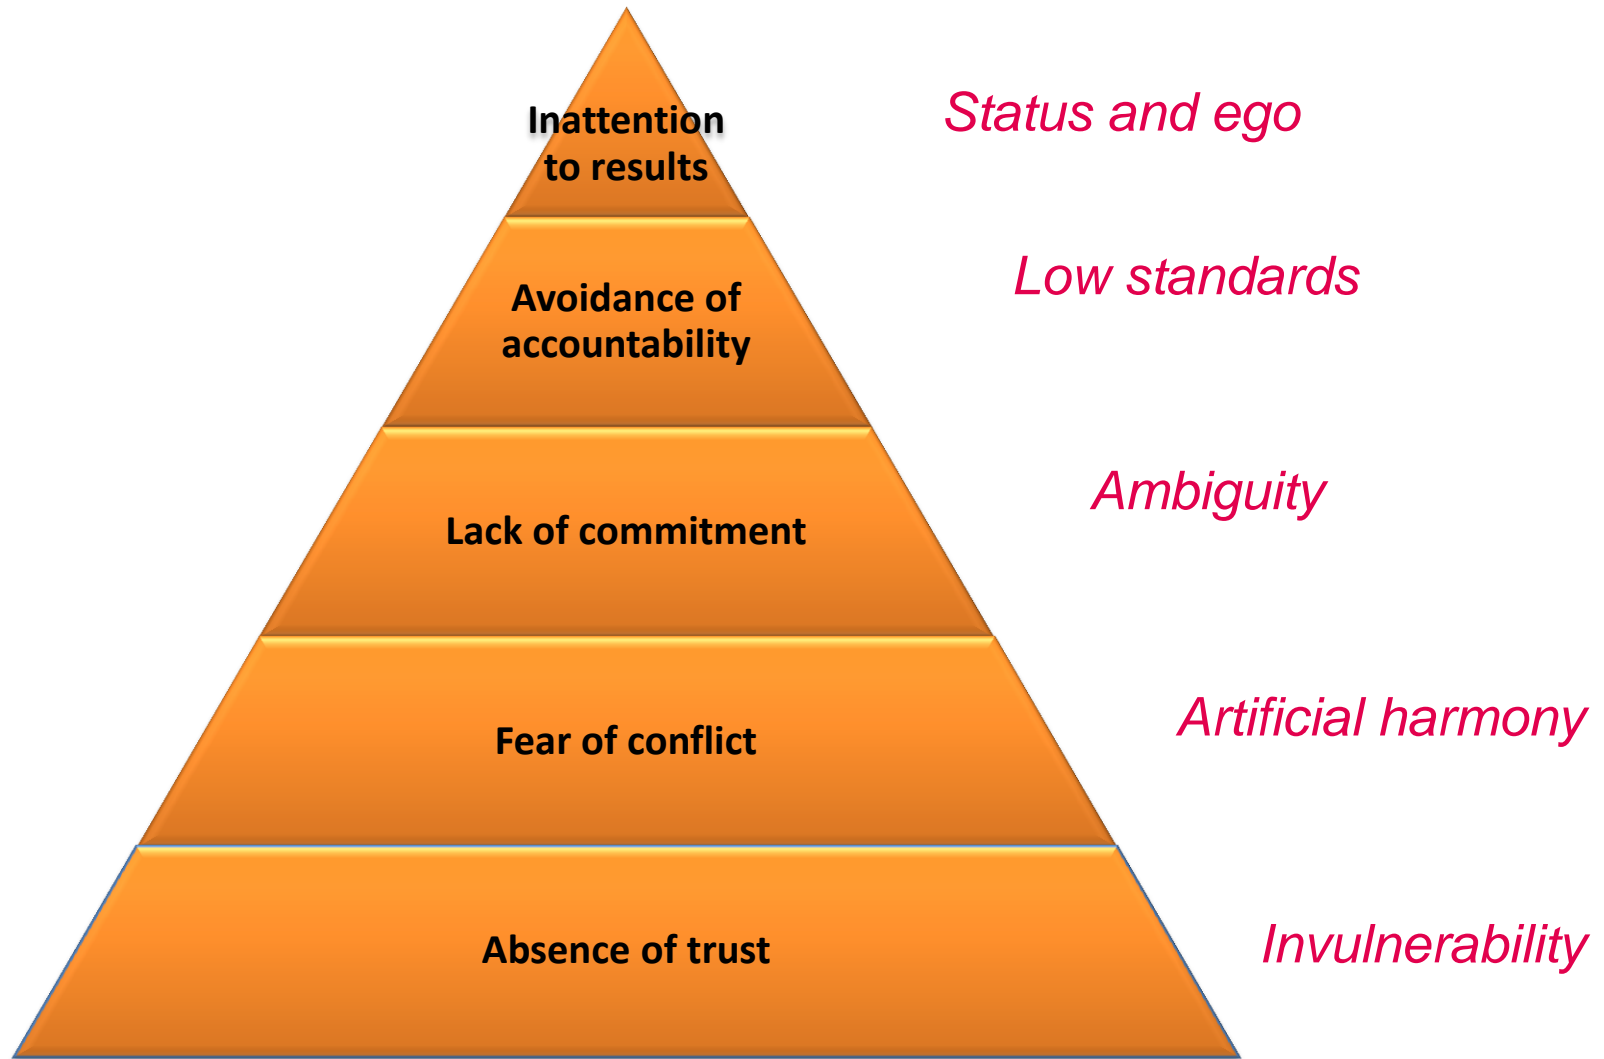 Inattention
to results
Status and ego
Avoidance of
accountability
Low standards
Lack of commitment
Ambiguity
Fear of conflict
Artificial harmony
Absence of trust
Invulnerability